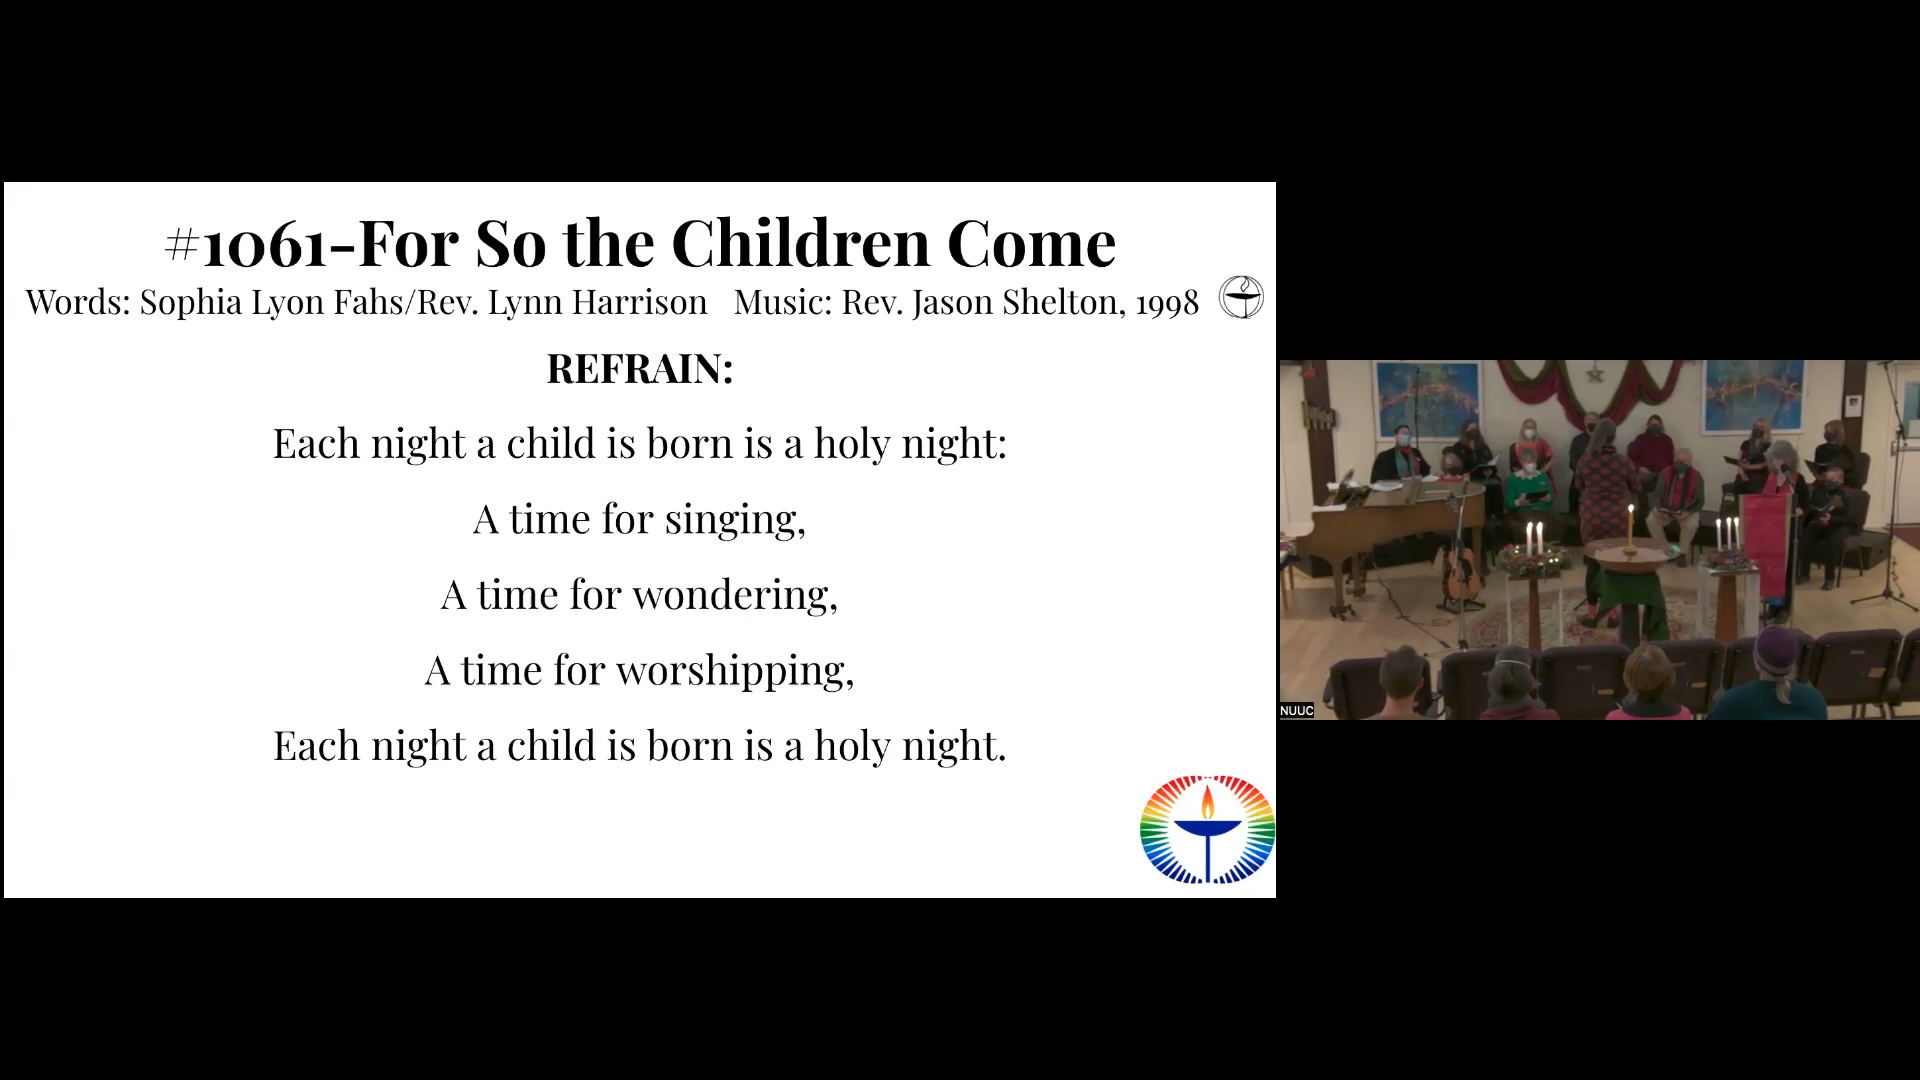 #1061-For So the Children Come
Words: Sophia Lyon Fahs/Rev. Lynn Harrison Music: Rev. Jason Shelton, 1998
REFRAIN:
Each night a child is born is a holy night:
A time for singing,
A time for wondering,
A time for worshipping,
Each night a child is born is a holy night.
NUUC